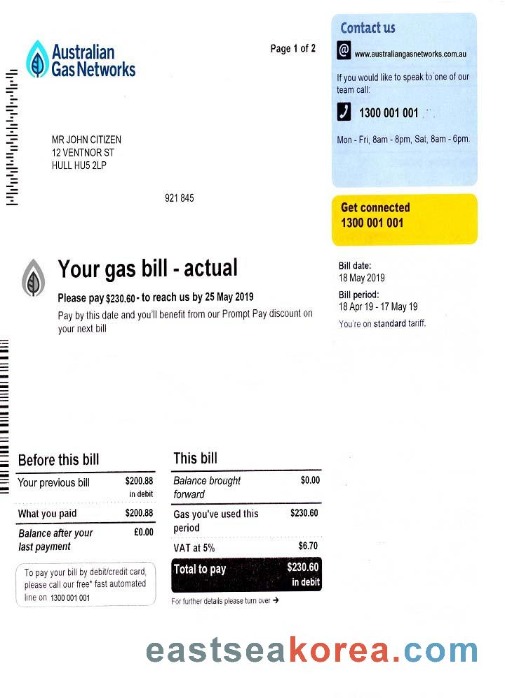 Australian
Gas Networks
Page 1 of 2
Contact us
@ www.australiangasnetworks.com.au
If you would like to speak to one of our
team call:
1300 001 001
Mon - Fri, 8am - 8pm, Sat, 8am - 6pm.
MR JOHN CITIZEN
12 VENTNOR ST
HULL HU5 2LP
921 845
Get connected
1300 001 001
Your gas bill - actual
Please pay $230.60 - to reach us by 25 May 2019
Pay by this date and you'll benefit from our Prompt Pay discount on
your next bill
Bill date:
18 May 2019
Bill period:
18 Apr 19 - 17 May 19
You're on standard tariff.
Before this bill
Your previous bill $200.88
in debit
What you paid $200.88
Balance after your £0.00
last payment
To pay your bill by debit/credit card,
please call our free* fast automated
line on 1300 001 001
This bill
Balance brought $0.00
forward
Gas you've used this $230.60
period
VAT at 5% $6.70
Total to pay $230.60
in debit
For further details please turn over →
eastseakorea.com